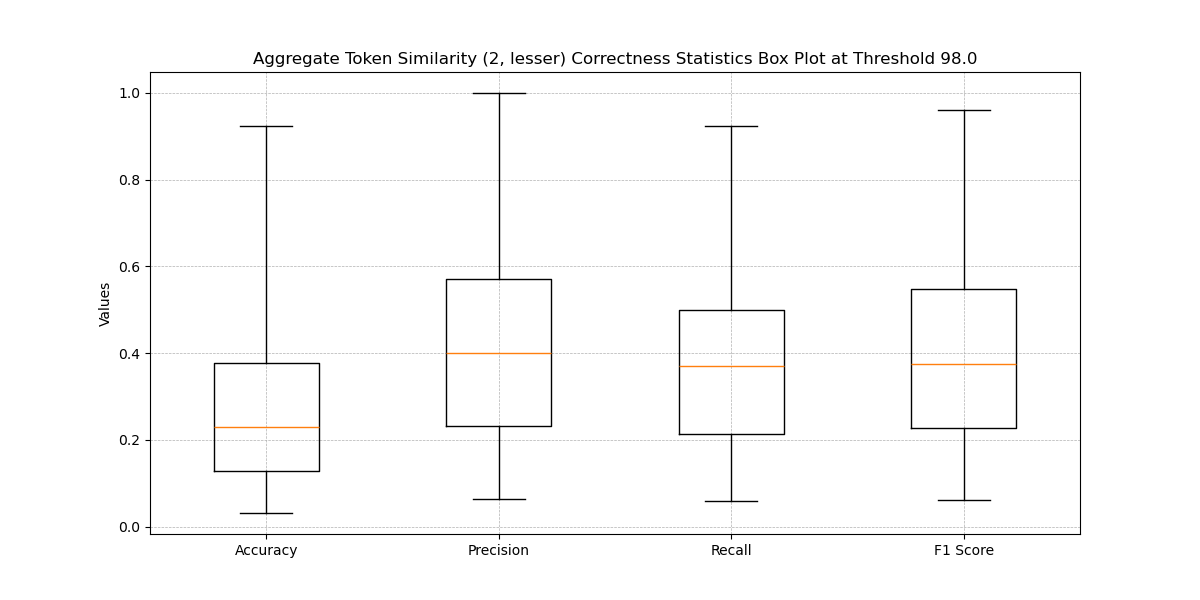 Aggregate Token Similarity (2, lesser) Correctness Statistics Box Plot at Threshold 98.0
1.0
0.8
0.6
0.4
0.2
0.0
Values
Accuracy
Precision
Recall
F1 Score